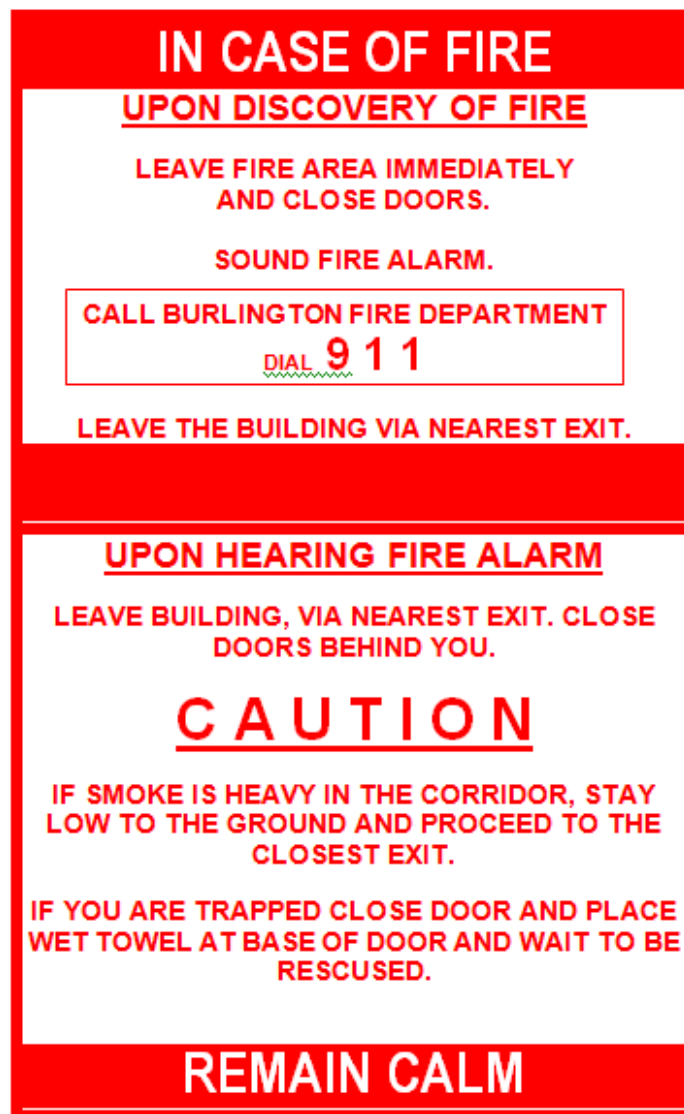 IN CASE OF FIRE
UPON DISCOVERY OF FIRE
LEAVE FIRE AREA IMMEDIATELY
AND CLOSE DOORS.
SOUND FIRE ALARM.
CALL BURLINGTON FIRE DEPARTMENT
DIAL 9 1 1
LEAVE THE BUILDING VIA NEAREST EXIT.
UPON HEARING FIRE ALARM
LEAVE BUILDING, VIA NEAREST EXIT. CLOSE
DOORS BEHIND YOU.
C A U T I O N
IF SMOKE IS HEAVY IN THE CORRIDOR, STAY
LOW TO THE GROUND AND PROCEED TO THE
CLOSEST EXIT.
IF YOU ARE TRAPPED CLOSE DOOR AND PLACE
WET TOWEL AT BASE OF DOOR AND WAIT TO BE
RESCUSED.
REMAIN CALM